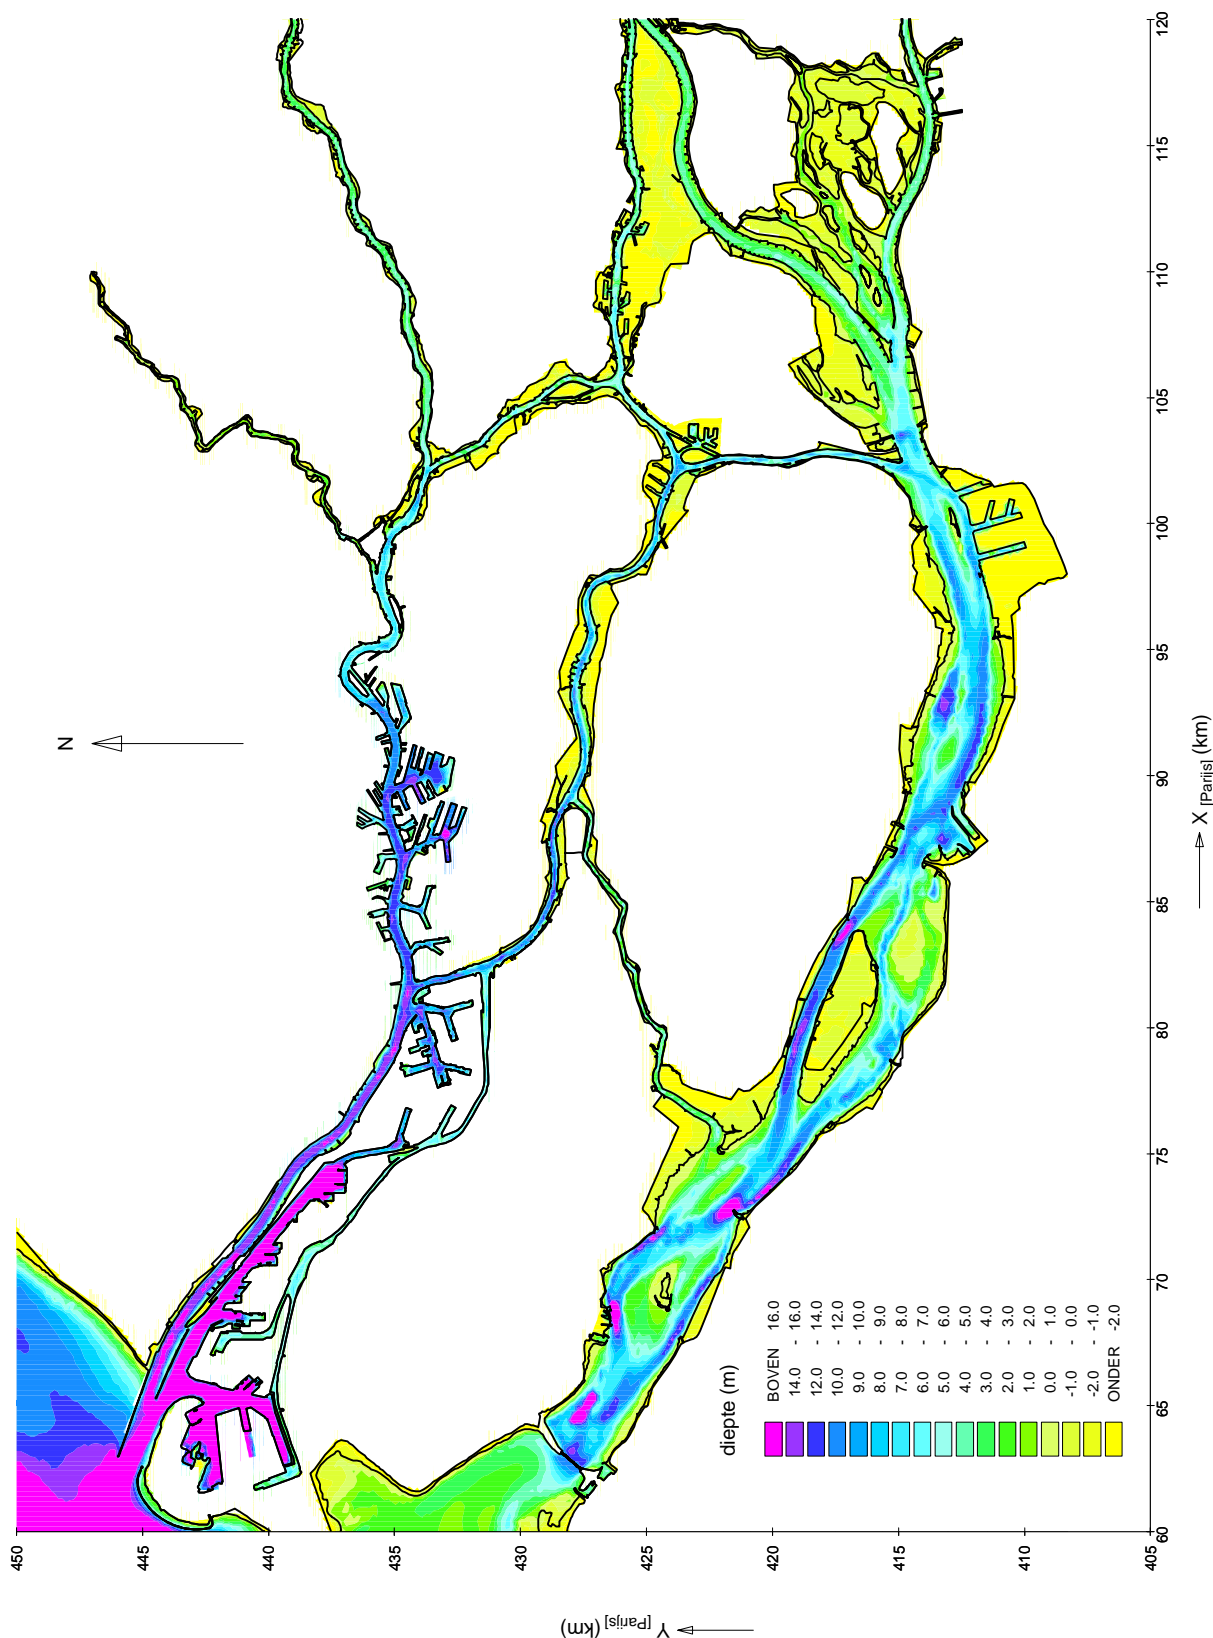 N
120
115
110
105
100
95
90
85
80
75
70
65
60
X [Parijs] (km)
450
445
440
435
430
425
420
415
410
405
Y [Parijs] (km)
diepte (m)
BOVEN 16.0
14.0 - 16.0
12.0 - 14.0
10.0 - 12.0
9.0 - 10.0
8.0 - 9.0
7.0 - 8.0
6.0 - 7.0
5.0 - 6.0
4.0 - 5.0
3.0 - 4.0
2.0 - 3.0
1.0 - 2.0
0.0 - 1.0
-1.0 - 0.0
-2.0 - -1.0
ONDER -2.0